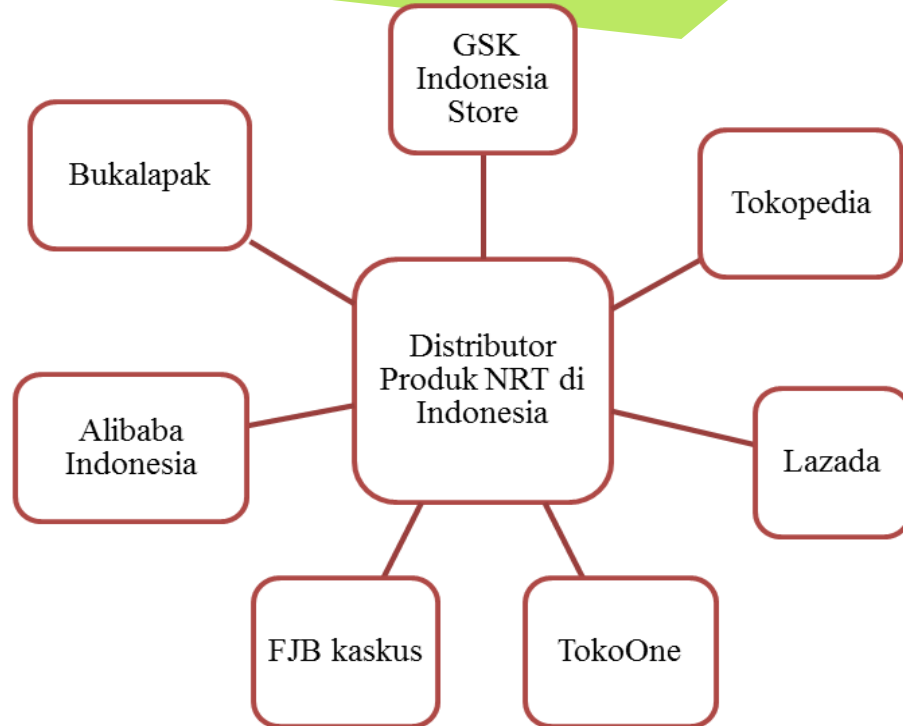 GSK
Indonesia
Store
Bukalapak
Tokopedia
Distributor
Produk NRT di
Indonesia
Alibaba
Indonesia
Lazada
FJB kaskus
TokoOne